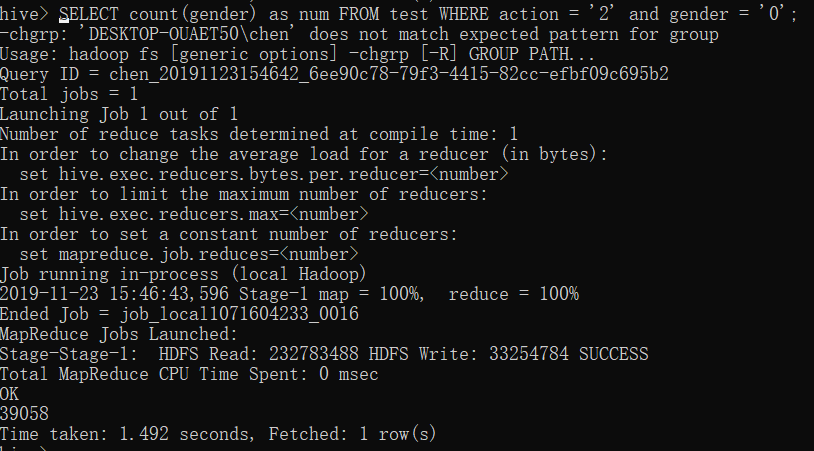 hive> SELECT count(gender) as num FROM test WHERE action = '2' and gender = '0';
-chgrp: 'DESKTOP-OUAET50\chen' does not match expected pattern for group
Usage: hadoop fs [generic options] -chgrp [-R] GROUP PATH...
Query ID = chen_20191123154642_6ee90c78-79f3-4415-82cc-efbf09c695b2
Total jobs = 1
Launching Job 1 out of 1
Number of reduce tasks determined at compile time: 1
In order to change the average load for a reducer (in bytes):
  set hive.exec.reducers.bytes.per.reducer=<number>
In order to limit the maximum number of reducers:
  set hive.exec.reducers.max=<number>
In order to set a constant number of reducers:
  set mapreduce.job.reduces=<number>
Job running in-process (local Hadoop)
2019-11-23 15:46:43,596 Stage-1 map = 100%,  reduce = 100%
Ended Job = job_local1071604233_0016
MapReduce Jobs Launched:
Stage-Stage-1:  HDFS Read: 232783488 HDFS Write: 33254784 SUCCESS
Total MapReduce CPU Time Spent: 0 msec
OK
39058
Time taken: 1.492 seconds, Fetched: 1 row(s)